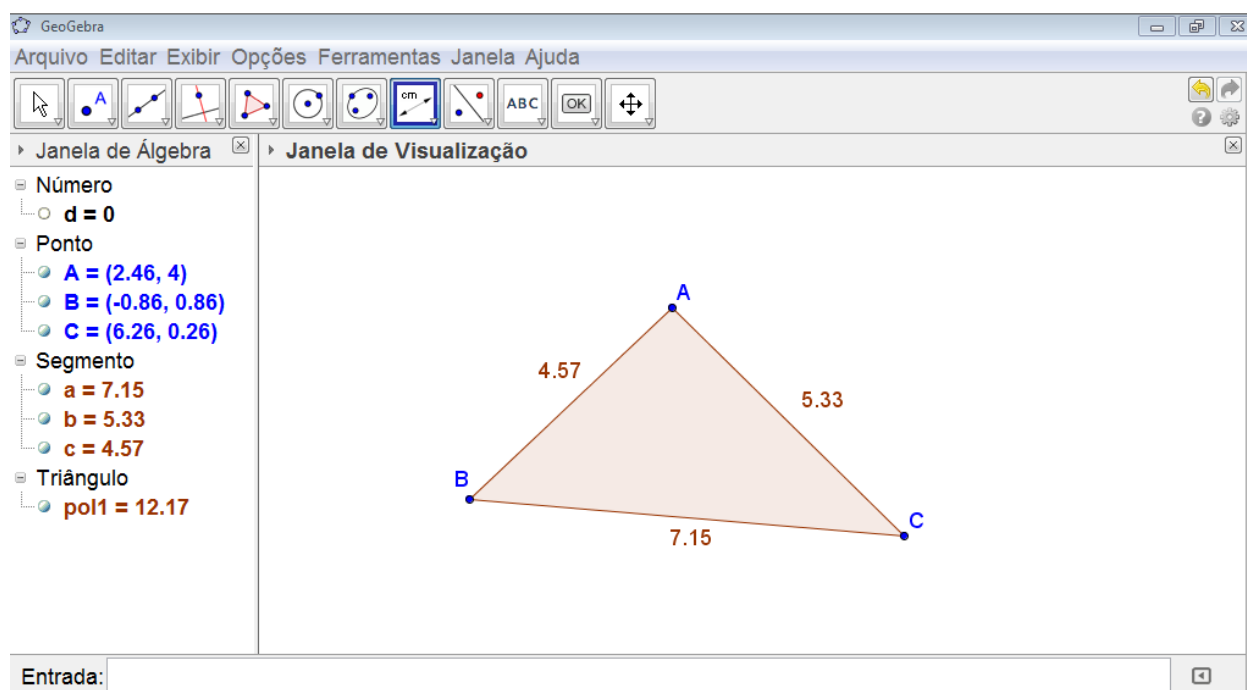 GeoGebra
Arquivo Editar Exibir Opções Ferramentas Janela Ajuda
A
cm
ABC
OK
Janela de Álgebra
Janela de Visualização
Número
d = 0
Ponto
A = (2.46, 4)
B = (-0.86, 0.86)
C = (6.26, 0.26)
Segmento
a = 7.15
b = 5.33
c = 4.57
Triângulo
pol1 = 12.17
A
4.57
5.33
B
C
7.15
Entrada: